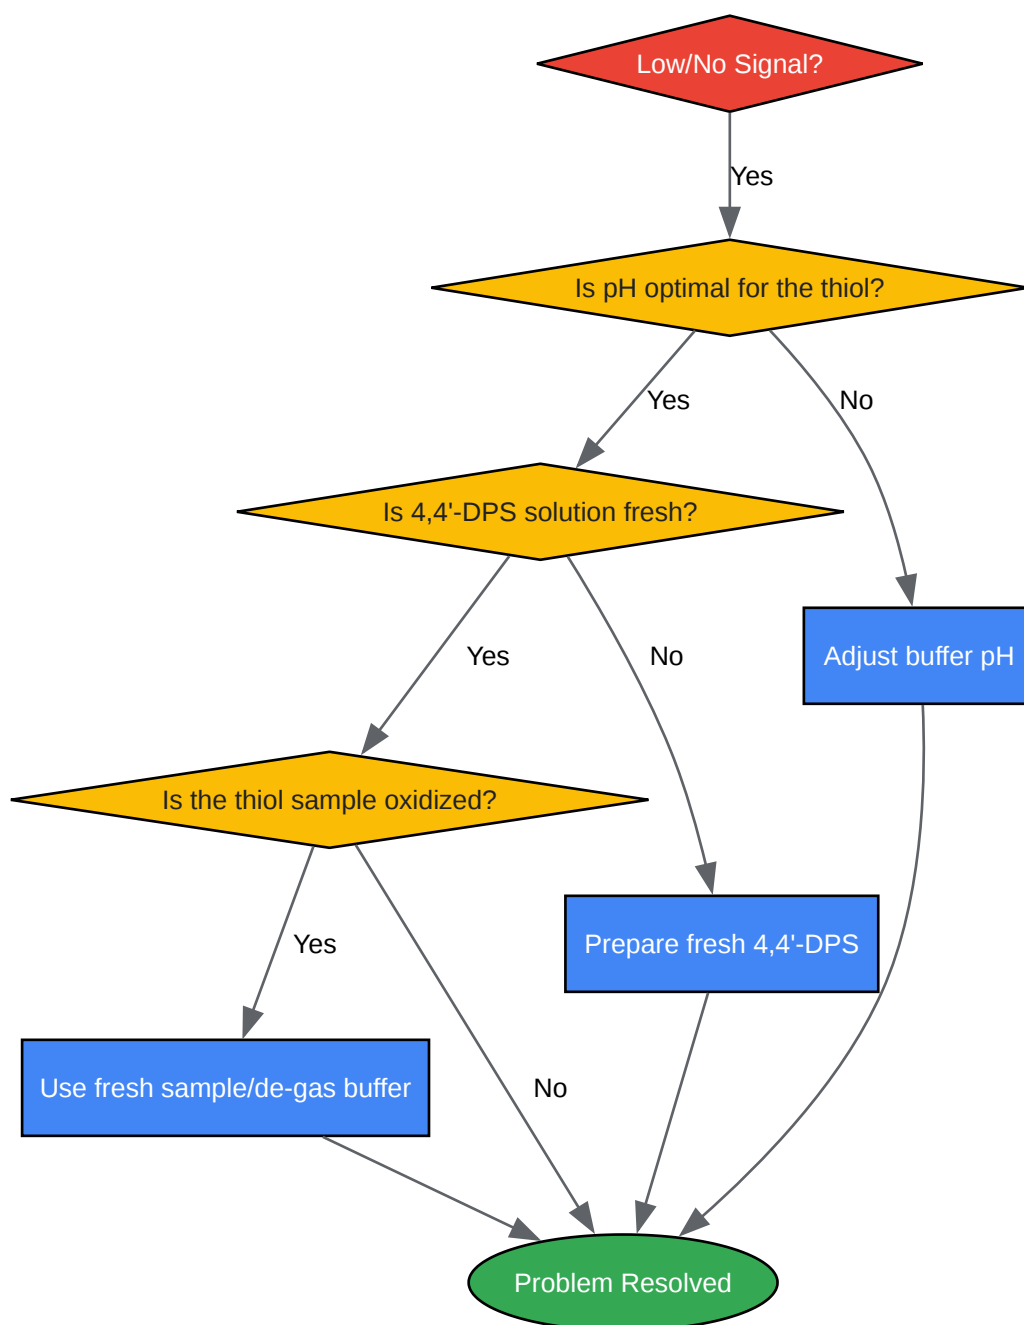 Low/No Signal?
Yes
Is pH optimal for the thiol?
Yes
No
Is 4,4'-DPS solution fresh?
Yes
No
Adjust buffer pH
Is the thiol sample oxidized?
Yes
Prepare fresh 4,4'-DPS
Use fresh sample/de-gas buffer
No
Problem Resolved